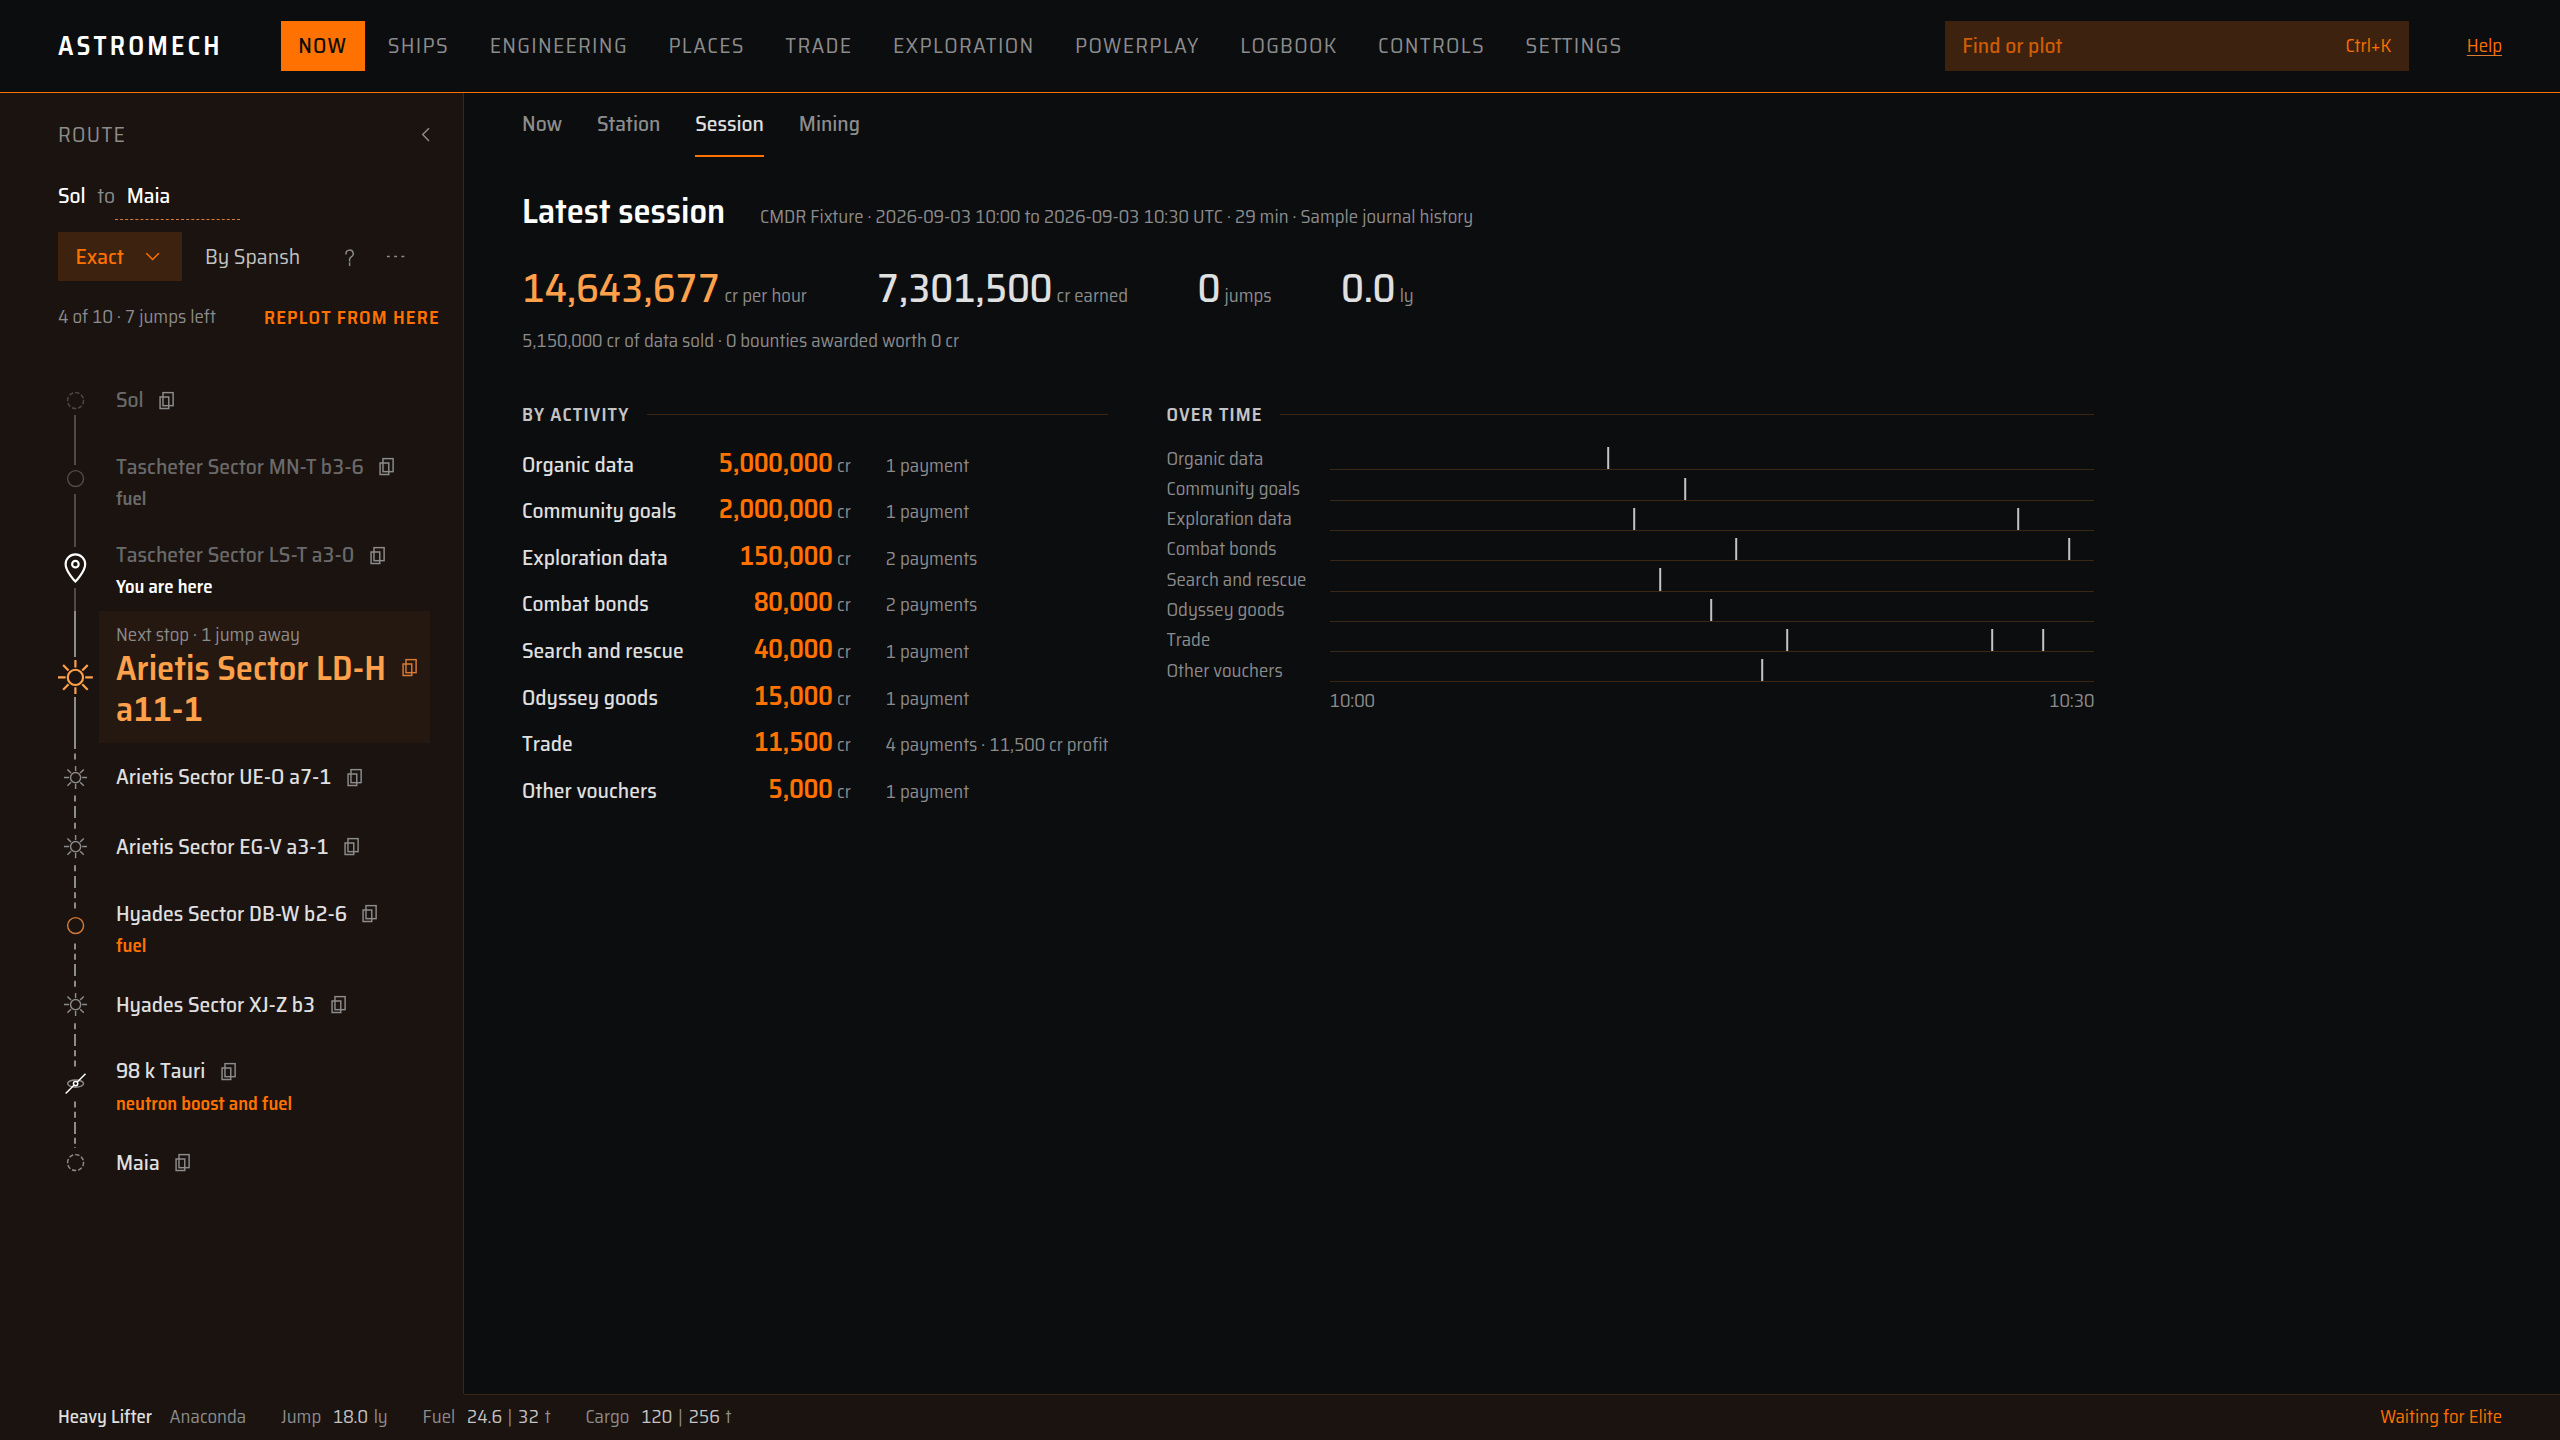 ASTROMECH NOW SHIPS ENGINEERING PLACES TRADE EXPLORATION POWERPLAY LOGBOOK CONTROLS SETTINGS Find or plot Ctrl+K Help
ROUTE
Sol to Maia
Exact By Spansh ? ...
4 of 10 · 7 jumps left REPLOT FROM HERE
Sol
Tascheter Sector MN-T b3-6
fuel
Tascheter Sector LS-T a3-0
You are here
Next stop · 1 jump away
Arietis Sector LD-H
a11-1
Arietis Sector UE-O a7-1
Arietis Sector EG-V a3-1
Hyades Sector DB-W b2-6
fuel
Hyades Sector XJ-Z b3
98 k Tauri
neutron boost and fuel
Maia
Now Station Session Mining
Latest session CMDR Fixture · 2026-09-03 10:00 to 2026-09-03 10:30 UTC · 29 min · Sample journal history
14,643,677 cr per hour 7,301,500 cr earned 0 jumps 0.0 ly
5,150,000 cr of data sold · 0 bounties awarded worth 0 cr
BY ACTIVITY
Organic data 5,000,000 cr 1 payment
Community goals 2,000,000 cr 1 payment
Exploration data 150,000 cr 2 payments
Combat bonds 80,000 cr 2 payments
Search and rescue 40,000 cr 1 payment
Odyssey goods 15,000 cr 1 payment
Trade 11,500 cr 4 payments · 11,500 cr profit
Other vouchers 5,000 cr 1 payment
OVER TIME
Organic data
Community goals
Exploration data
Combat bonds
Search and rescue
Odyssey goods
Trade
Other vouchers
10:00 10:30
Heavy Lifter Anaconda Jump 18.0 ly Fuel 24.6 | 32 t Cargo 120 | 256 t Waiting for Elite